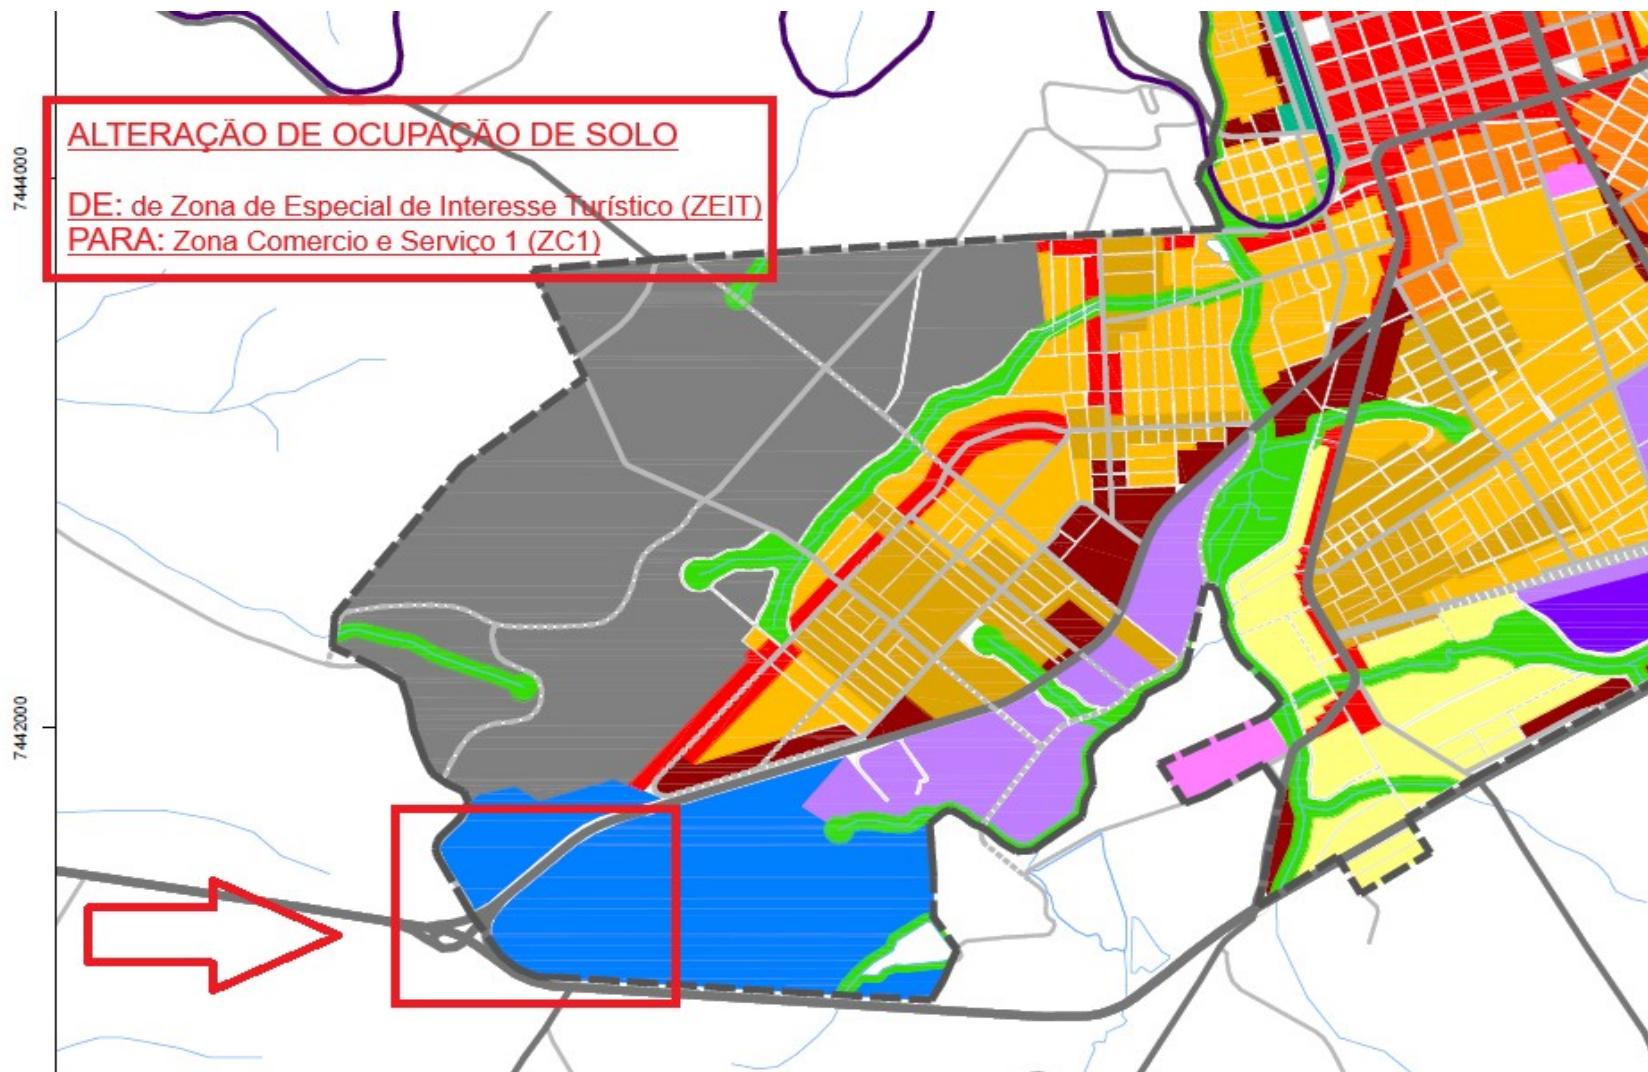 ALTERAÇÃO DE OCUPAÇÃO DE SOLO
DE: de Zona de Especial de Interesse Turístico (ZEIT)
PARA: Zona Comercio e Serviço 1 (ZC1)
7444000
7442000